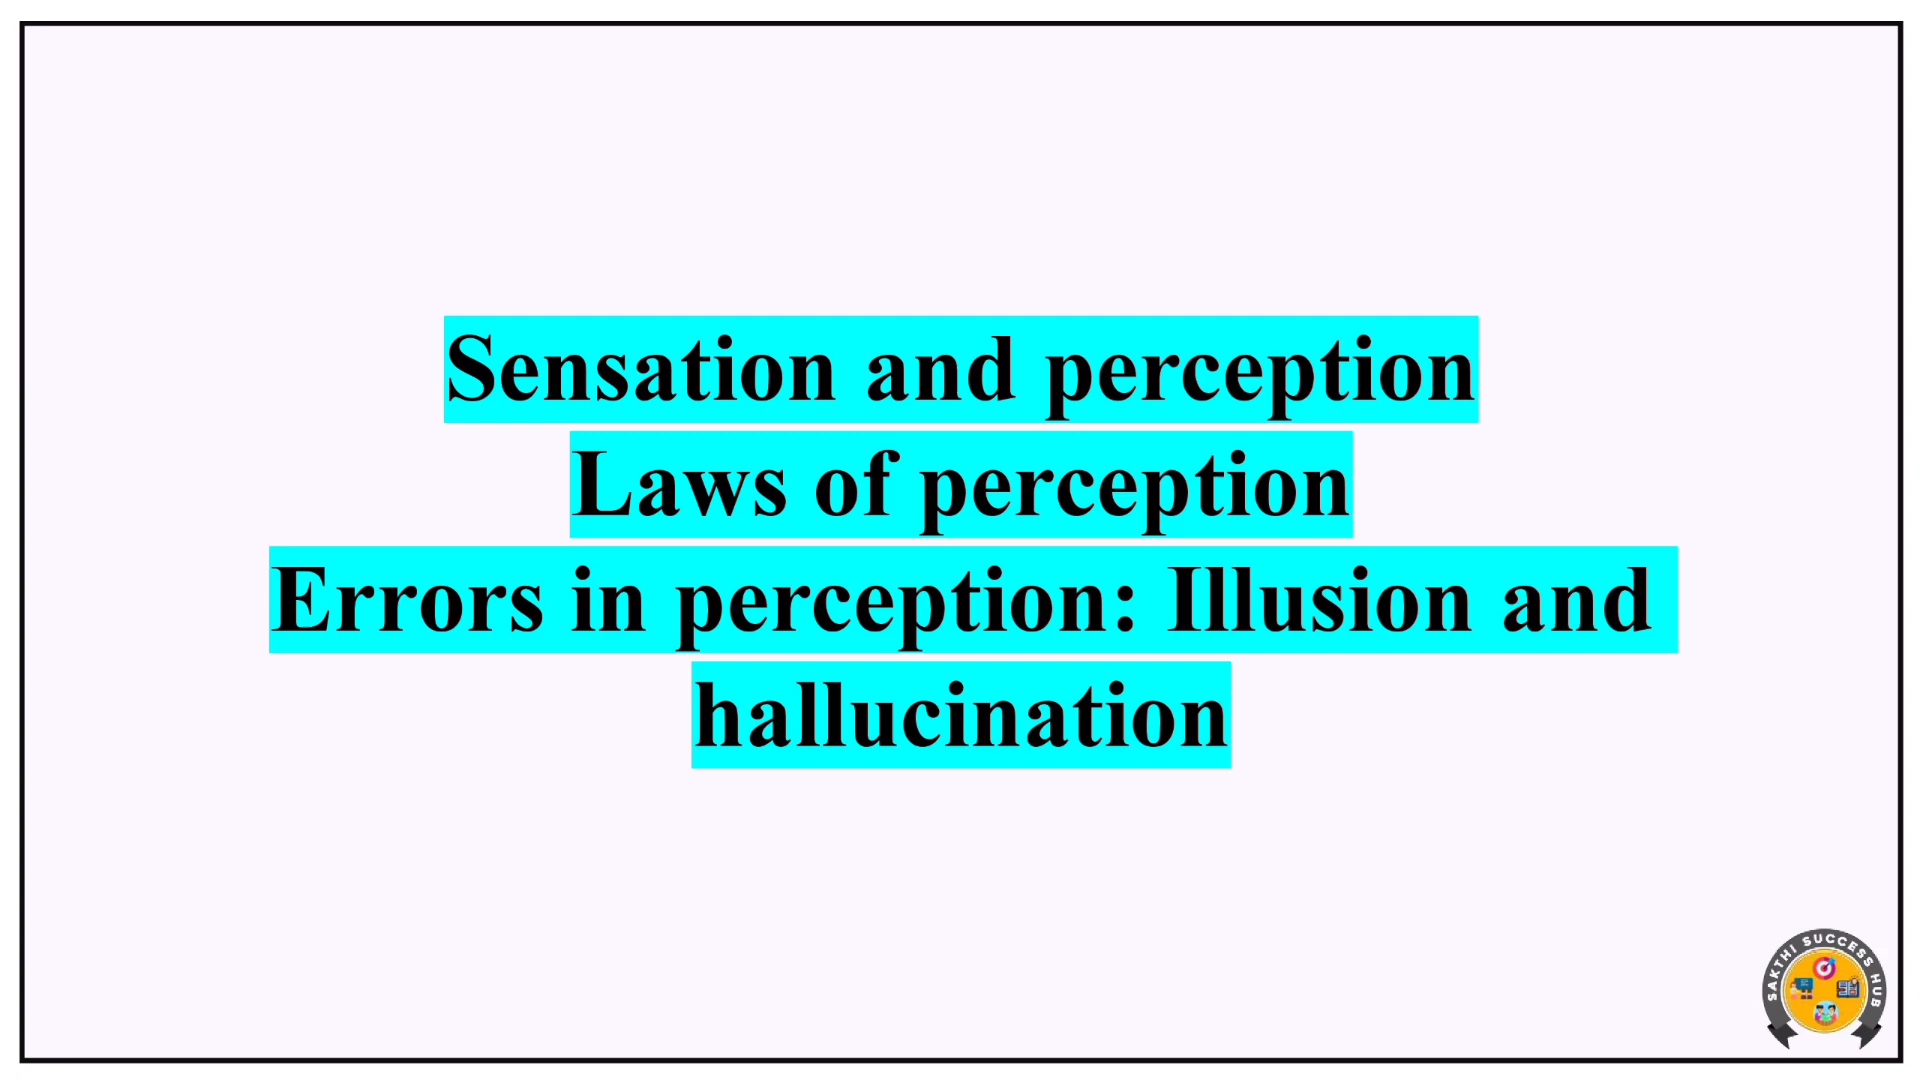 Sensation and perception
Laws of perception
Errors in perception: Illusion and
hallucination
SAKTHI SUCCESS HUB